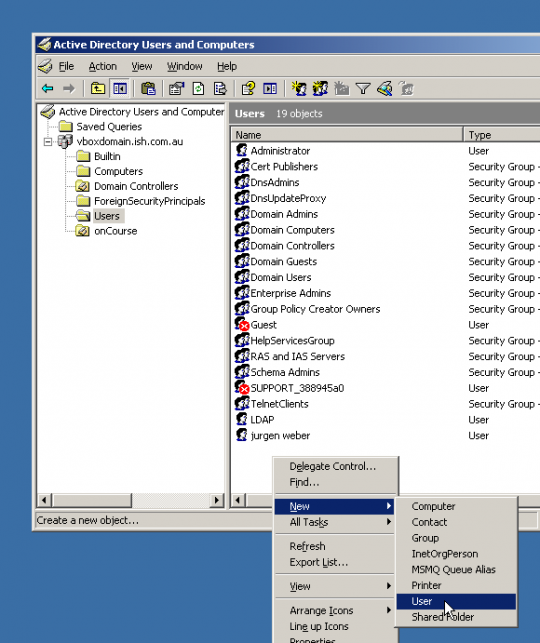 Active Directory Users and Computers
File Action View Window Help
Active Directory Users and Computer
Saved Queries
vboxdomain.ish.com.au
Builtin
Computers
Domain Controllers
ForeignSecurityPrincipals
Users
onCourse
Users 19 objects
Name Type
Administrator User
Cert Publishers Security Group -
DnsAdmins Security Group -
DnsUpdateProxy Security Group -
Domain Admins Security Group -
Domain Computers Security Group -
Domain Controllers Security Group -
Domain Guests Security Group -
Domain Users Security Group -
Enterprise Admins Security Group -
Group Policy Creator Owners Security Group -
Guest User
HelpServicesGroup Security Group -
RAS and IAS Servers Security Group -
Schema Admins Security Group -
SUPPORT_388945a0 User
TelnetClients Security Group -
LDAP User
jurgen weber User
Create a new object...
Delegate Control...
Find...
New
All Tasks
Refresh
Export List...
View
Arrange Icons
Line up Icons
Properties
Computer
Contact
Group
InetOrgPerson
MSMQ Queue Alias
Printer
User
Shared Folder